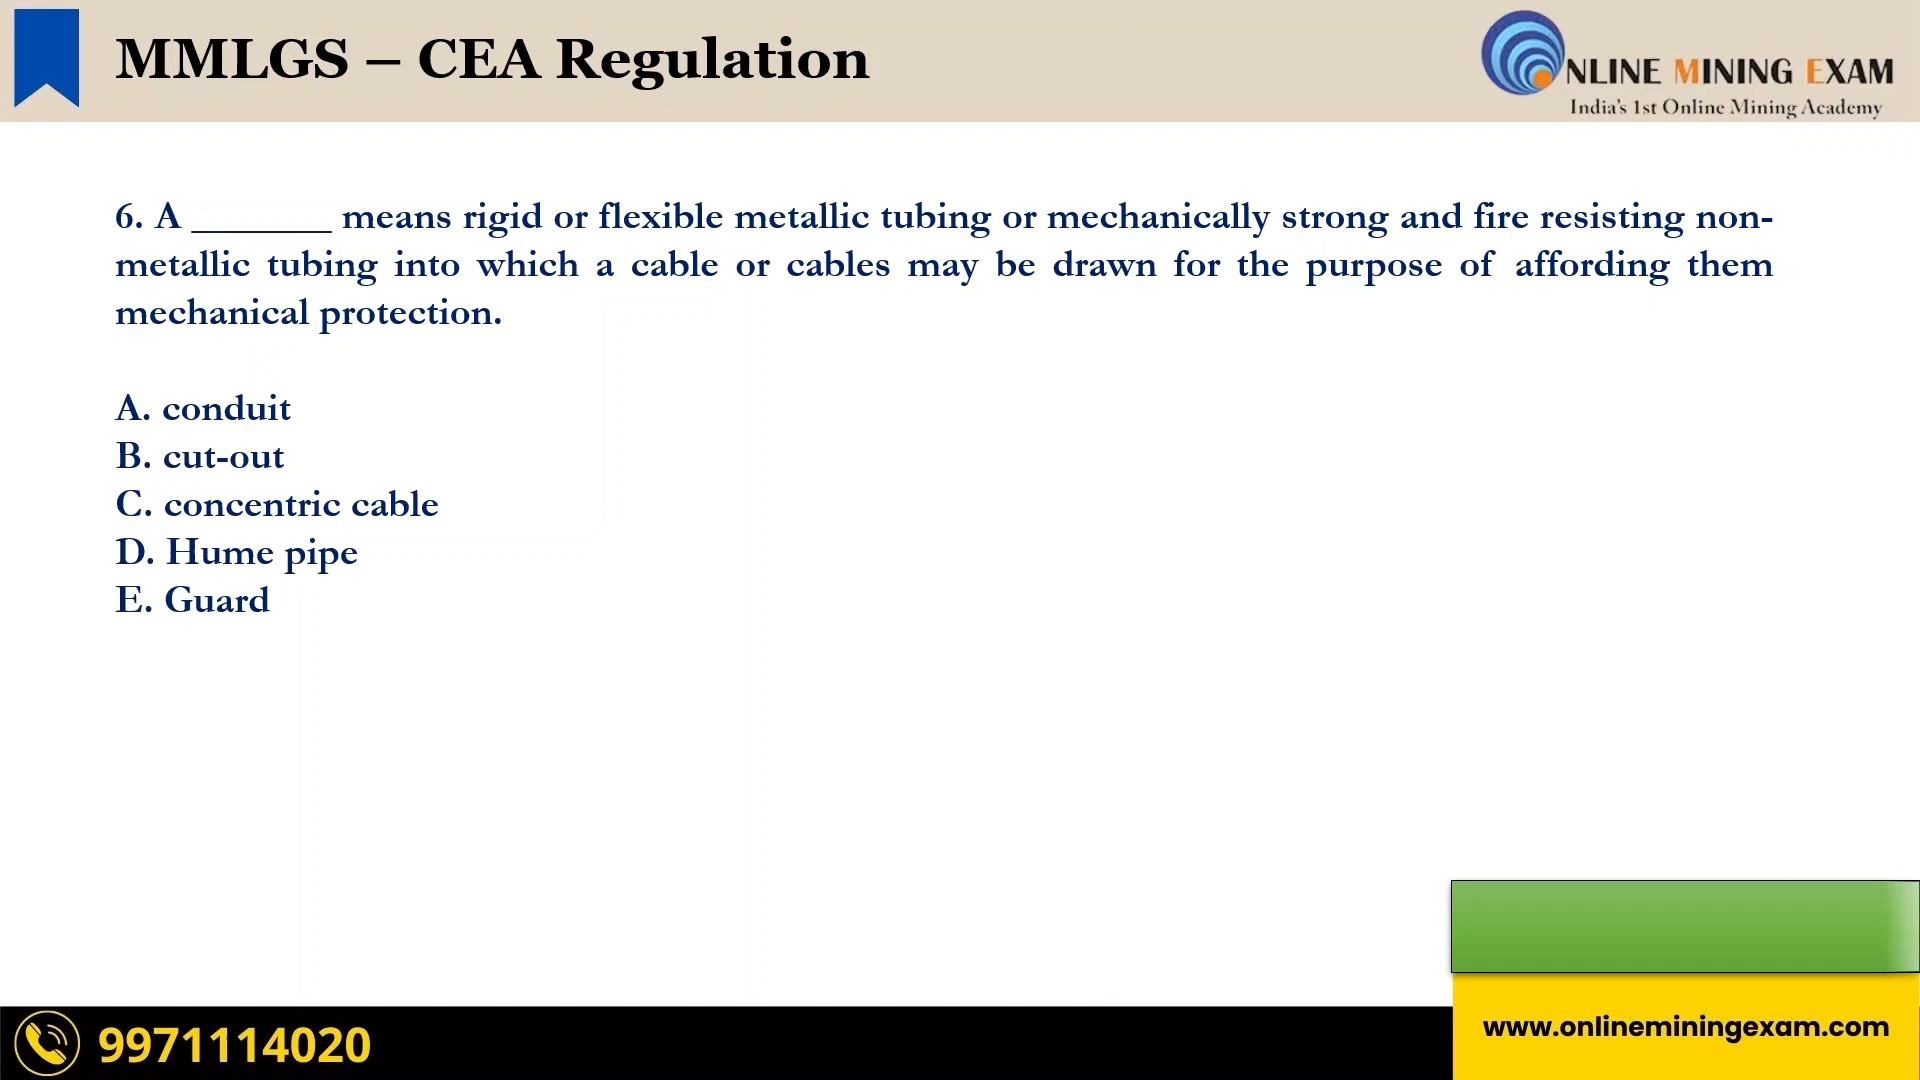 MMLGS – CEA Regulation
NLINE MINING EXAM
India's 1st Online Mining Academy
6. A _______ means rigid or flexible metallic tubing or mechanically strong and fire resisting non-
metallic tubing into which a cable or cables may be drawn for the purpose of affording them
mechanical protection.
A. conduit
B. cut-out
C. concentric cable
D. Hume pipe
E. Guard
9971114020
www.onlineminingexam.com